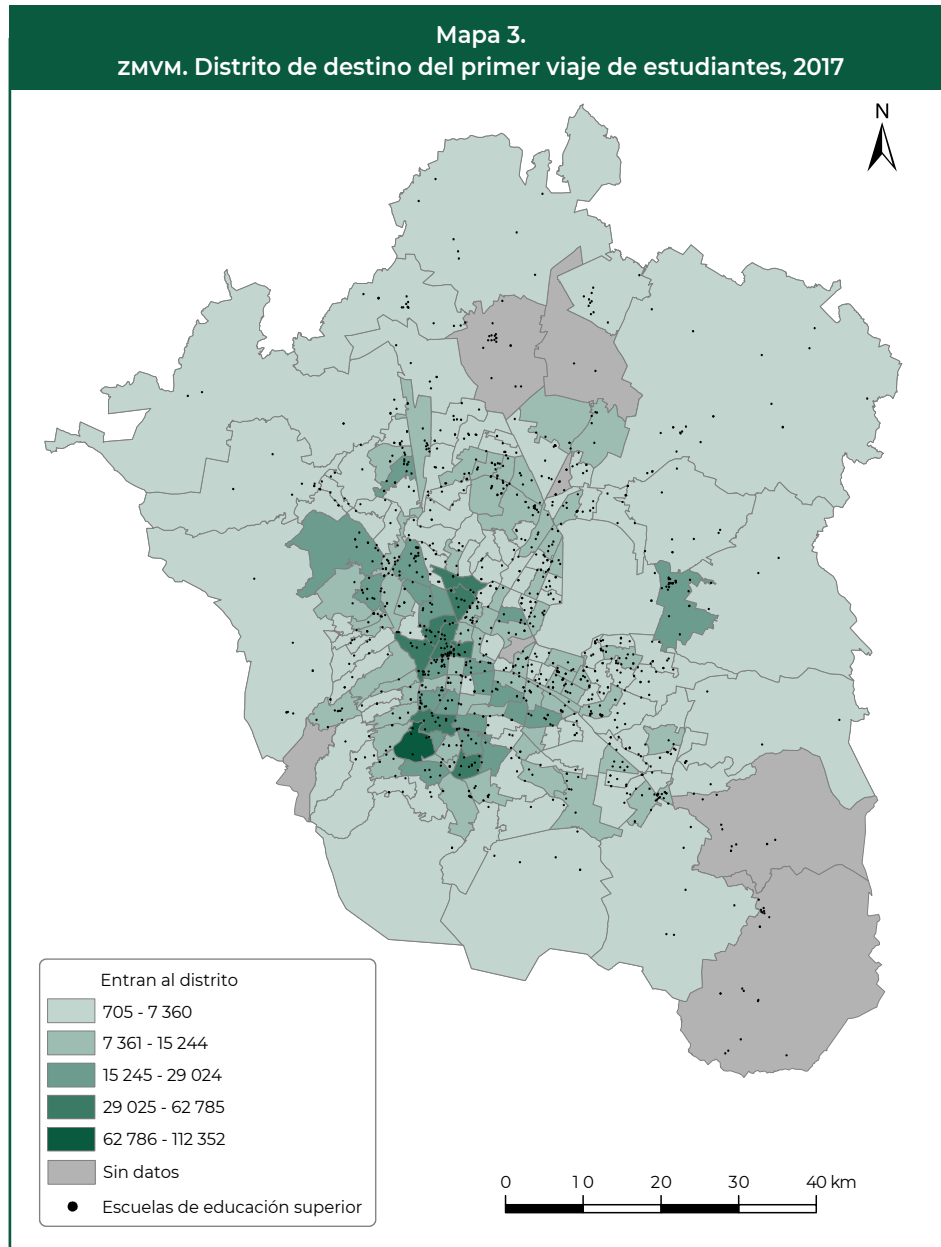 Mapa 3.
ZMVM. Distrito de destino del primer viaje de estudiantes, 2017
N
Entran al distrito
705 - 7 360
7 361 - 15 244
15 245 - 29 024
29 025 - 62 785
62 786 - 112 352
Sin datos
Escuelas de educación superior
0 10 20 30 40 km